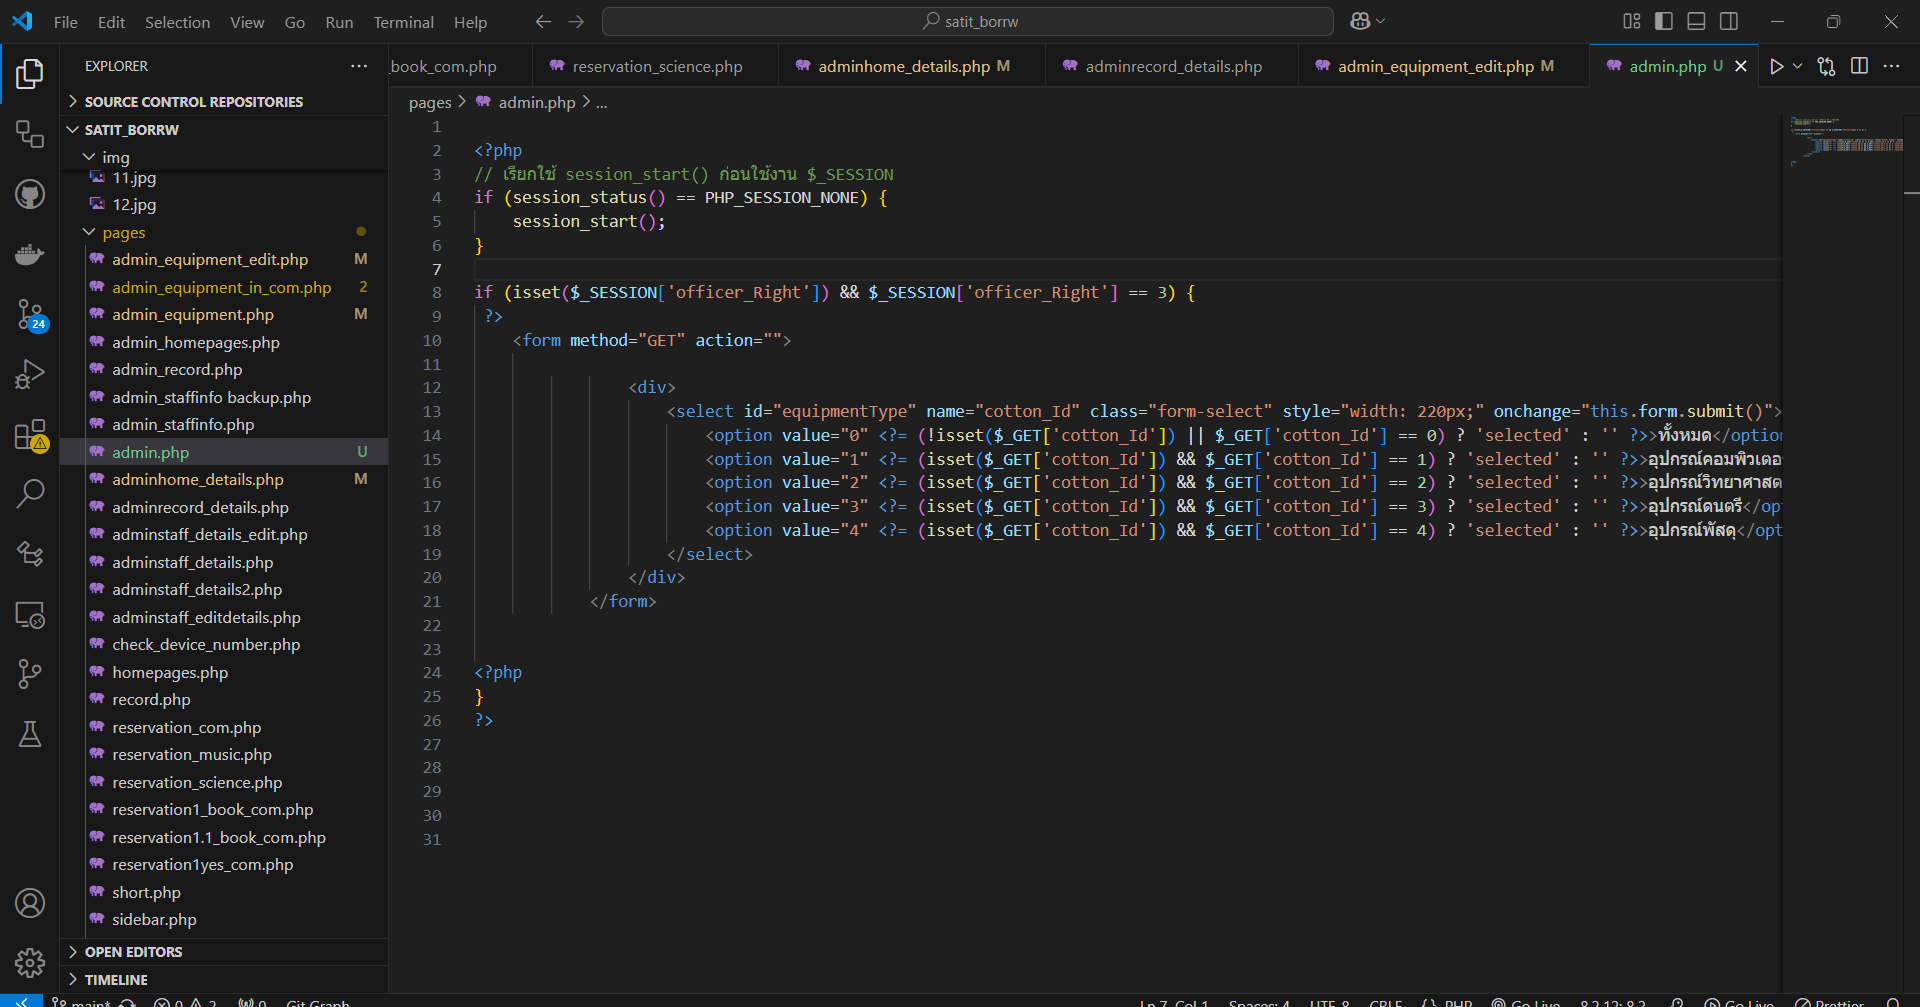 File Edit Selection View Go Run Terminal Help
satit_borrw
EXPLORER
SOURCE CONTROL REPOSITORIES
SATIT_BORRW
img
11.jpg
12.jpg
pages
admin_equipment_edit.php M
admin_equipment_in_com.php 2
admin_equipment.php M
admin_homepages.php
admin_record.php
admin_staffinfo backup.php
admin_staffinfo.php
admin.php U
adminhome_details.php M
adminrecord_details.php
adminstaff_details_edit.php
adminstaff_details.php
adminstaff_details2.php
adminstaff_editdetails.php
check_device_number.php
homepages.php
record.php
reservation_com.php
reservation_music.php
reservation_science.php
reservation1_book_com.php
reservation1.1_book_com.php
reservation1yes_com.php
short.php
sidebar.php
OPEN EDITORS
TIMELINE
24
_book_com.php reservation_science.php adminhome_details.php M adminrecord_details.php admin_equipment_edit.php M admin.php U
pages > admin.php > ...
1
2 <?php
3 // เรียกใช้ session_start() ก่อนใช้งาน $_SESSION
4 if (session_status() == PHP_SESSION_NONE) {
5 session_start();
6 }
7
8 if (isset($_SESSION['officer_Right']) && $_SESSION['officer_Right'] == 3) {
9 ?>
10 <form method="GET" action="">
11
12 <div>
13 <select id="equipmentType" name="cotton_Id" class="form-select" style="width: 220px;" onchange="this.form.submit()">
14 <option value="0" <?= (!isset($_GET['cotton_Id']) || $_GET['cotton_Id'] == 0) ? 'selected' : '' ?>>ทั้งหมด</option
15 <option value="1" <?= (isset($_GET['cotton_Id']) && $_GET['cotton_Id'] == 1) ? 'selected' : '' ?>>อุปกรณ์คอมพิวเตอ
16 <option value="2" <?= (isset($_GET['cotton_Id']) && $_GET['cotton_Id'] == 2) ? 'selected' : '' ?>>อุปกรณ์วิทยาศาสต
17 <option value="3" <?= (isset($_GET['cotton_Id']) && $_GET['cotton_Id'] == 3) ? 'selected' : '' ?>>อุปกรณ์ดนตรี</op
18 <option value="4" <?= (isset($_GET['cotton_Id']) && $_GET['cotton_Id'] == 4) ? 'selected' : '' ?>>อุปกรณ์พัสดุ</opt
19 </select>
20 </div>
21 </form>
22
23
24 <?php
25 }
26 ?>
27
28
29
30
31
main* 0 2 0 Git Graph Ln 7, Col 1 Spaces: 4 UTF-8 CRLF {} PHP Go Live 8.2.12: 8.2 Go Live Prettier